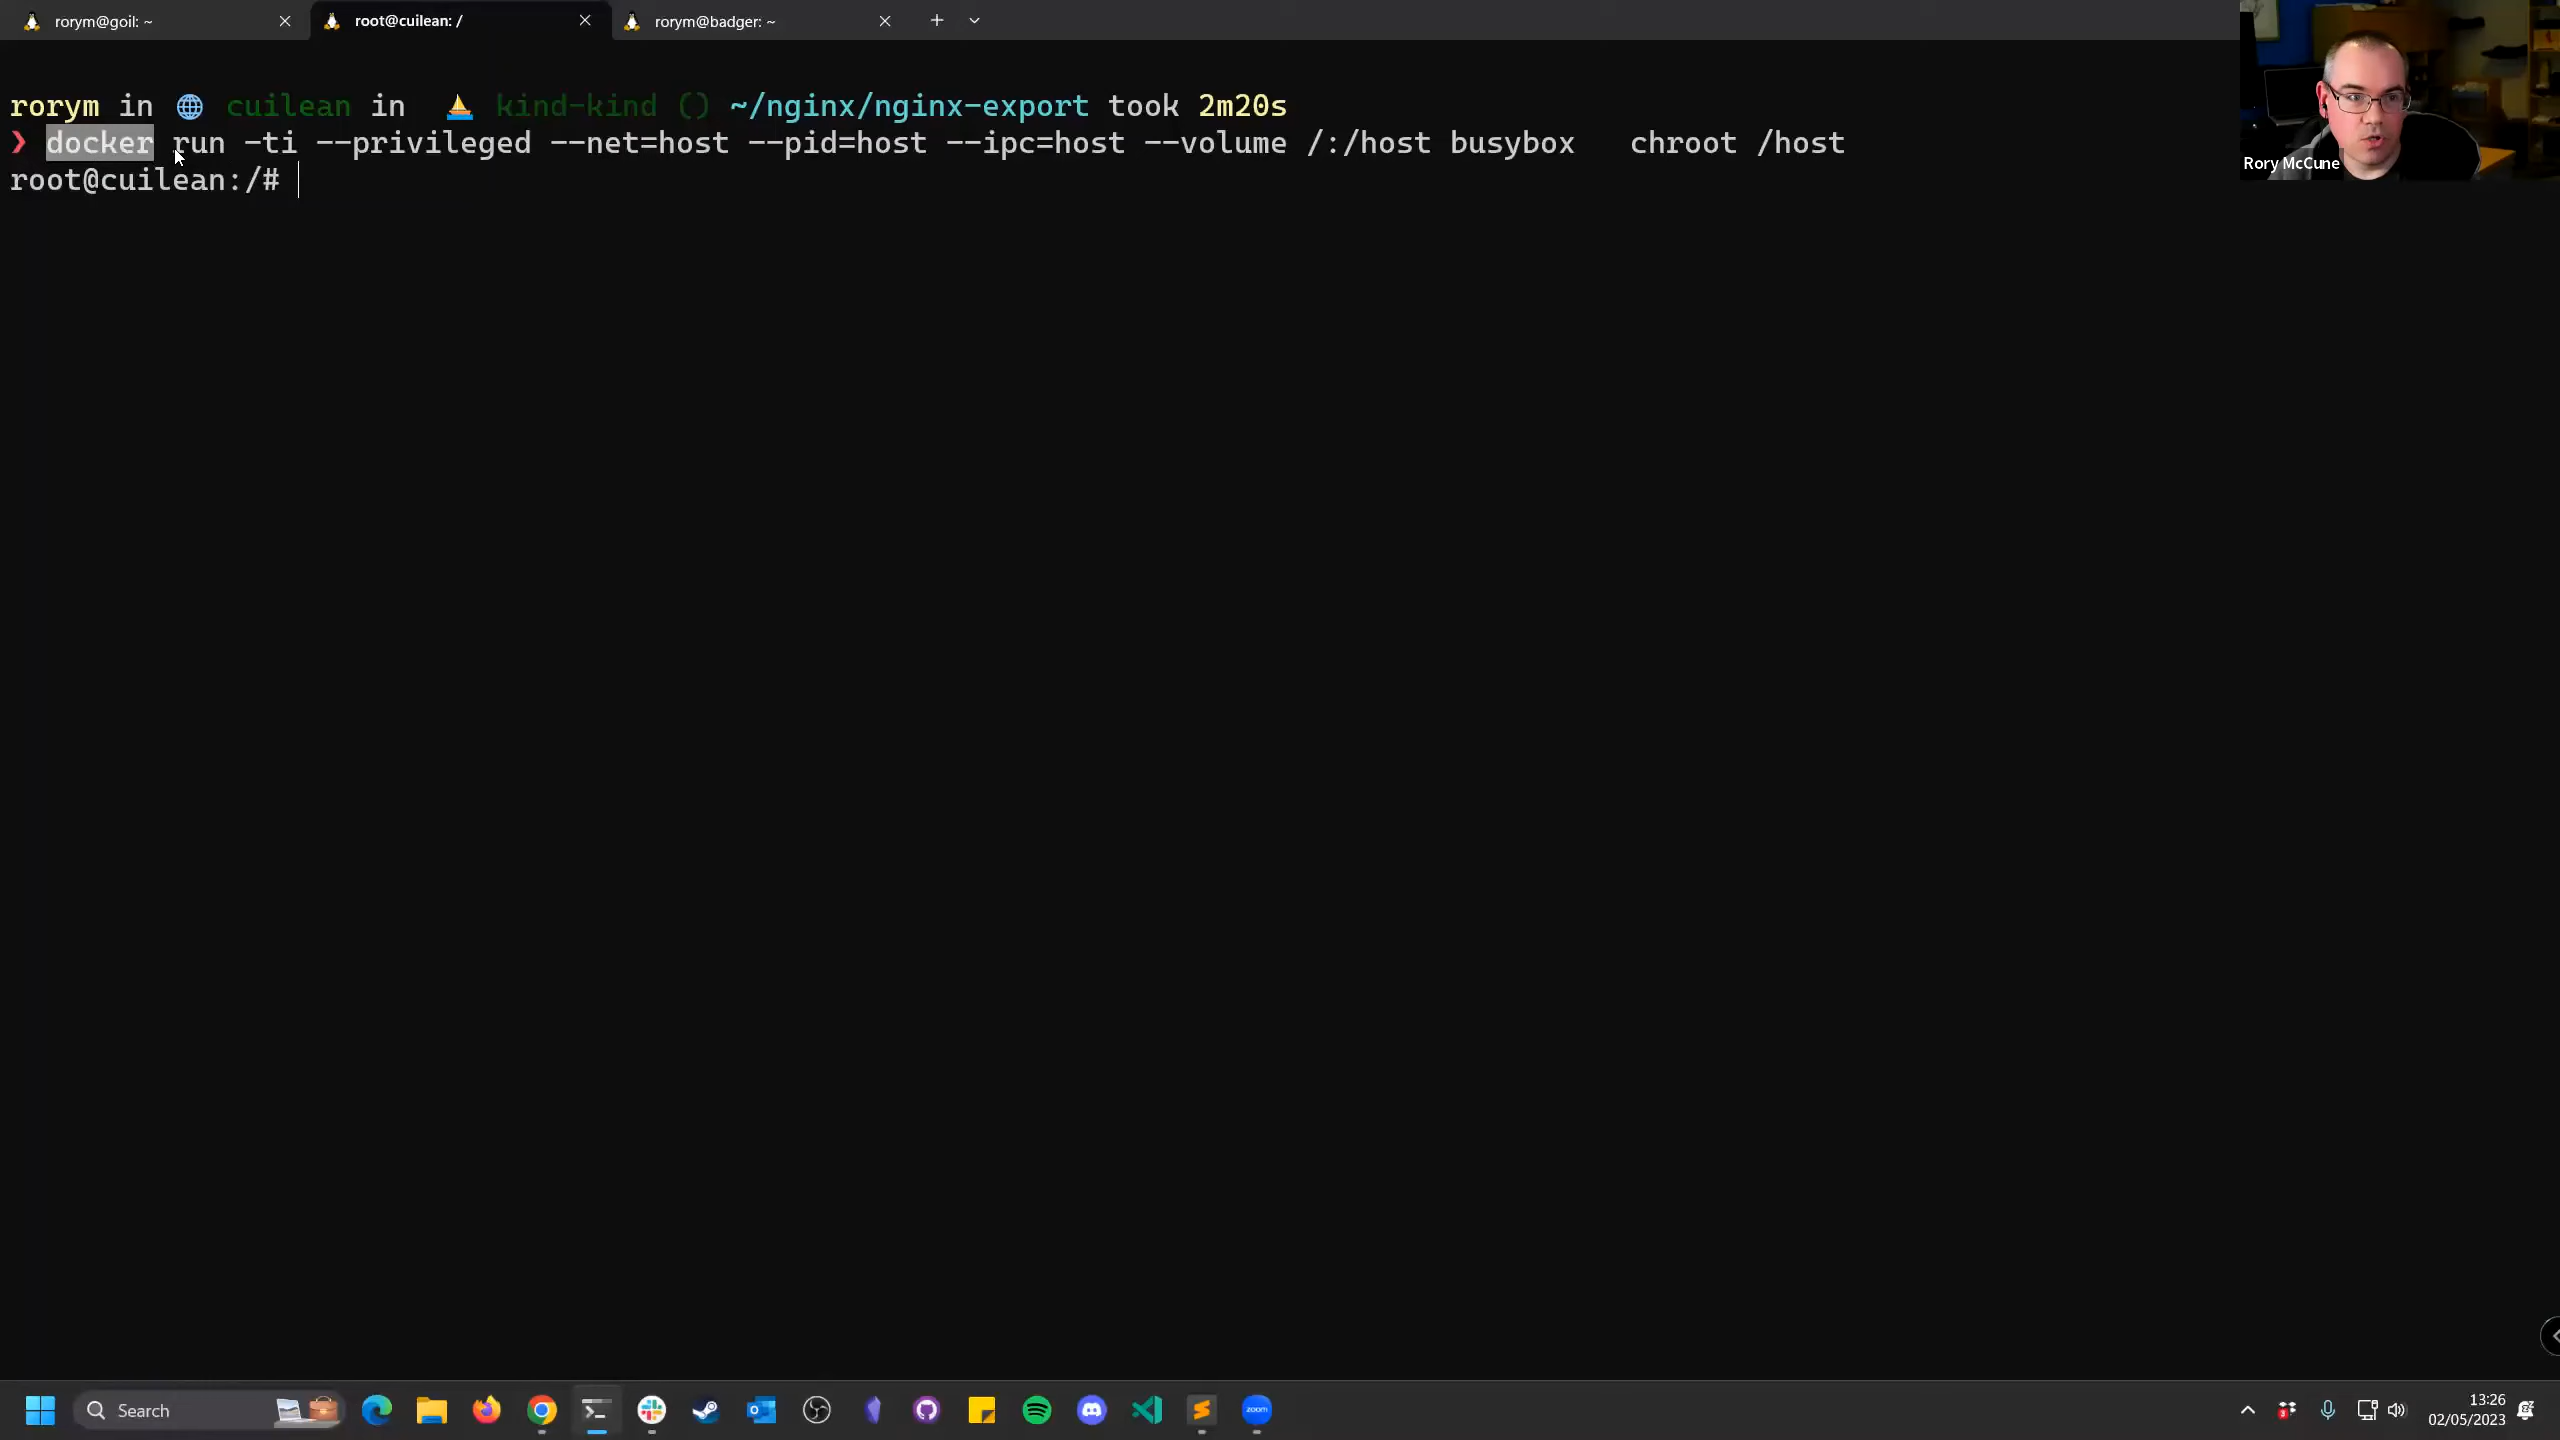 rorym@goil: ~
root@cuilean: /
rorym@badger: ~
rorym in cuilean in kind-kind () ~/nginx/nginx-export took 2m20s
❯ docker run -ti --privileged --net=host --pid=host --ipc=host --volume /:/host busybox   chroot /host
root@cuilean:/#
Rory McCune
Search
zoom
13:26
02/05/2023